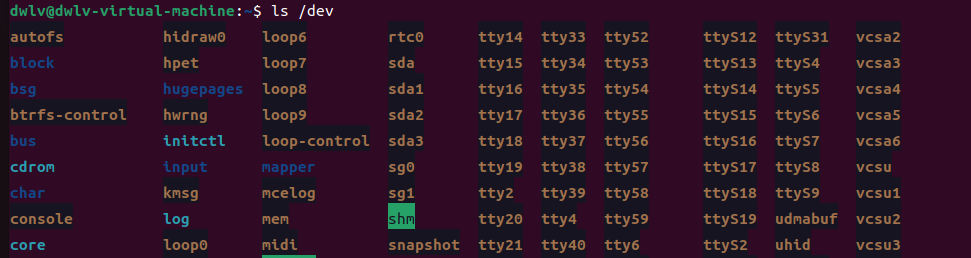 dwlv@dwlv-virtual-machine:~$ ls /dev
autofs hidraw0 loop6 rtc0 tty14 tty33 tty52 ttyS12 ttyS31 vcsa2
block hpet loop7 sda tty15 tty34 tty53 ttyS13 ttyS4 vcsa3
bsg hugepages loop8 sda1 tty16 tty35 tty54 ttyS14 ttyS5 vcsa4
btrfs-control hwrng loop9 sda2 tty17 tty36 tty55 ttyS15 ttyS6 vcsa5
bus initctl loop-control sda3 tty18 tty37 tty56 ttyS16 ttyS7 vcsa6
cdrom input mapper sg0 tty19 tty38 tty57 ttyS17 ttyS8 vcsu
char kmsg mcelog sg1 tty2 tty39 tty58 ttyS18 ttyS9 vcsu1
console log mem shm tty20 tty4 tty59 ttyS19 udmabuf vcsu2
core loop0 midi snapshot tty21 tty40 tty6 ttyS2 uhid vcsu3